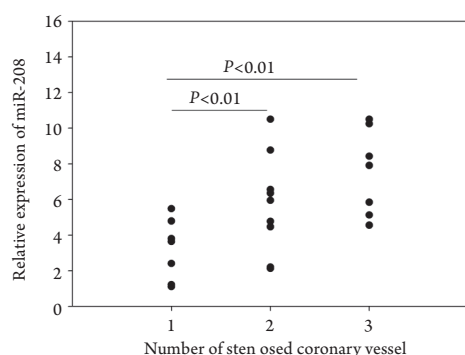 16
14
12
10
8
6
4
2
0
Relative expression of miR-208
P<0.01
P<0.01
1 2 3
Number of sten osed coronary vessel